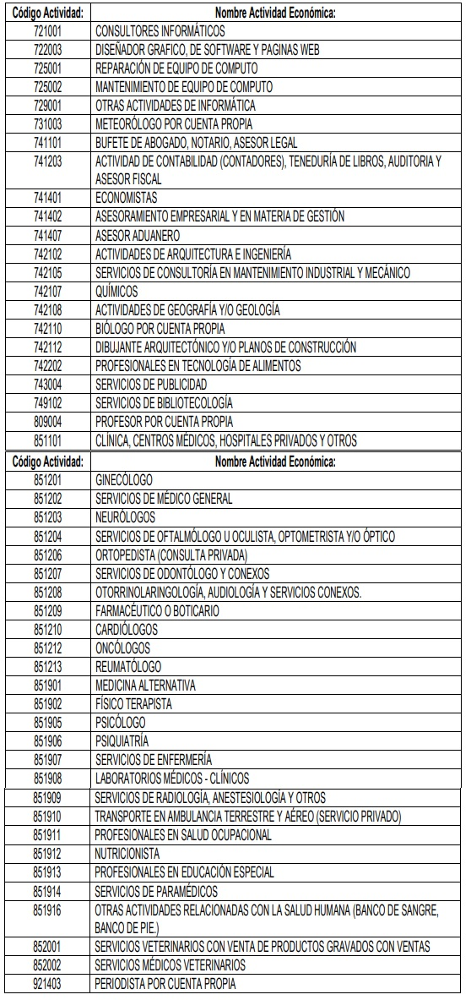 Código Actividad: Nombre Actividad Económica:
721001 CONSULTORES INFORMÁTICOS
722003 DISEÑADOR GRAFICO, DE SOFTWARE Y PAGINAS WEB
725001 REPARACIÓN DE EQUIPO DE COMPUTO
725002 MANTENIMIENTO DE EQUIPO DE COMPUTO
729001 OTRAS ACTIVIDADES DE INFORMÁTICA
731003 METEORÓLOGO POR CUENTA PROPIA
741101 BUFETE DE ABOGADO, NOTARIO, ASESOR LEGAL
741203 ACTIVIDAD DE CONTABILIDAD (CONTADORES), TENEDURÍA DE LIBROS, AUDITORIA Y
ASESOR FISCAL
741401 ECONOMISTAS
741402 ASESORAMIENTO EMPRESARIAL Y EN MATERIA DE GESTIÓN
741407 ASESOR ADUANERO
742102 ACTIVIDADES DE ARQUITECTURA E INGENIERÍA
742105 SERVICIOS DE CONSULTORÍA EN MANTENIMIENTO INDUSTRIAL Y MECÁNICO
742107 QUÍMICOS
742108 ACTIVIDADES DE GEOGRAFÍA Y/O GEOLOGÍA
742110 BIÓLOGO POR CUENTA PROPIA
742112 DIBUJANTE ARQUITECTÓNICO Y/O PLANOS DE CONSTRUCCIÓN
742202 PROFESIONALES EN TECNOLOGÍA DE ALIMENTOS
743004 SERVICIOS DE PUBLICIDAD
749102 SERVICIOS DE BIBLIOTECOLOGÍA
809004 PROFESOR POR CUENTA PROPIA
851101 CLÍNICA, CENTROS MÉDICOS, HOSPITALES PRIVADOS Y OTROS
Código Actividad: Nombre Actividad Económica:
851201 GINECÓLOGO
851202 SERVICIOS DE MÉDICO GENERAL
851203 NEURÓLOGOS
851204 SERVICIOS DE OFTALMÓLOGO U OCULISTA, OPTOMETRISTA Y/O ÓPTICO
851206 ORTOPEDISTA (CONSULTA PRIVADA)
851207 SERVICIOS DE ODONTÓLOGO Y CONEXOS
851208 OTORRINOLARINGOLOGÍA, AUDIOLOGÍA Y SERVICIOS CONEXOS.
851209 FARMACÉUTICO O BOTICARIO
851210 CARDIÓLOGOS
851212 ONCÓLOGOS
851213 REUMATÓLOGO
851901 MEDICINA ALTERNATIVA
851902 FÍSICO TERAPISTA
851905 PSICÓLOGO
851906 PSIQUIATRÍA
851907 SERVICIOS DE ENFERMERÍA
851908 LABORATORIOS MÉDICOS - CLÍNICOS
851909 SERVICIOS DE RADIOLOGÍA, ANESTESIOLOGÍA Y OTROS
851910 TRANSPORTE EN AMBULANCIA TERRESTRE Y AÉREO (SERVICIO PRIVADO)
851911 PROFESIONALES EN SALUD OCUPACIONAL
851912 NUTRICIONISTA
851913 PROFESIONALES EN EDUCACIÓN ESPECIAL
851914 SERVICIOS DE PARAMÉDICOS
851916 OTRAS ACTIVIDADES RELACIONADAS CON LA SALUD HUMANA (BANCO DE SANGRE,
BANCO DE PIE.)
852001 SERVICIOS VETERINARIOS CON VENTA DE PRODUCTOS GRAVADOS CON VENTAS
852002 SERVICIOS MÉDICOS VETERINARIOS
921403 PERIODISTA POR CUENTA PROPIA